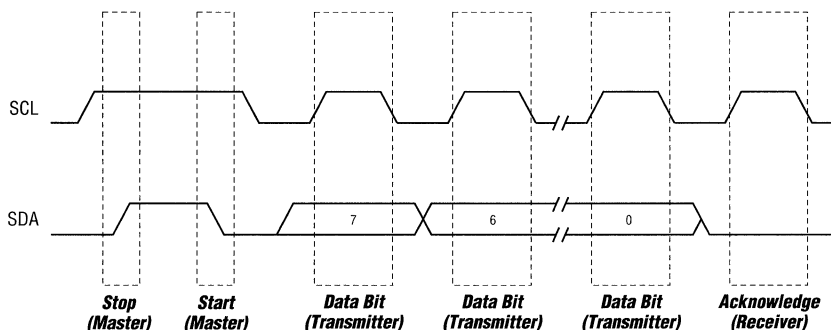 SCL
SDA
7
6
0
Stop
(Master)
Start
(Master)
Data Bit
(Transmitter)
Data Bit
(Transmitter)
Data Bit
(Transmitter)
Acknowledge
(Receiver)